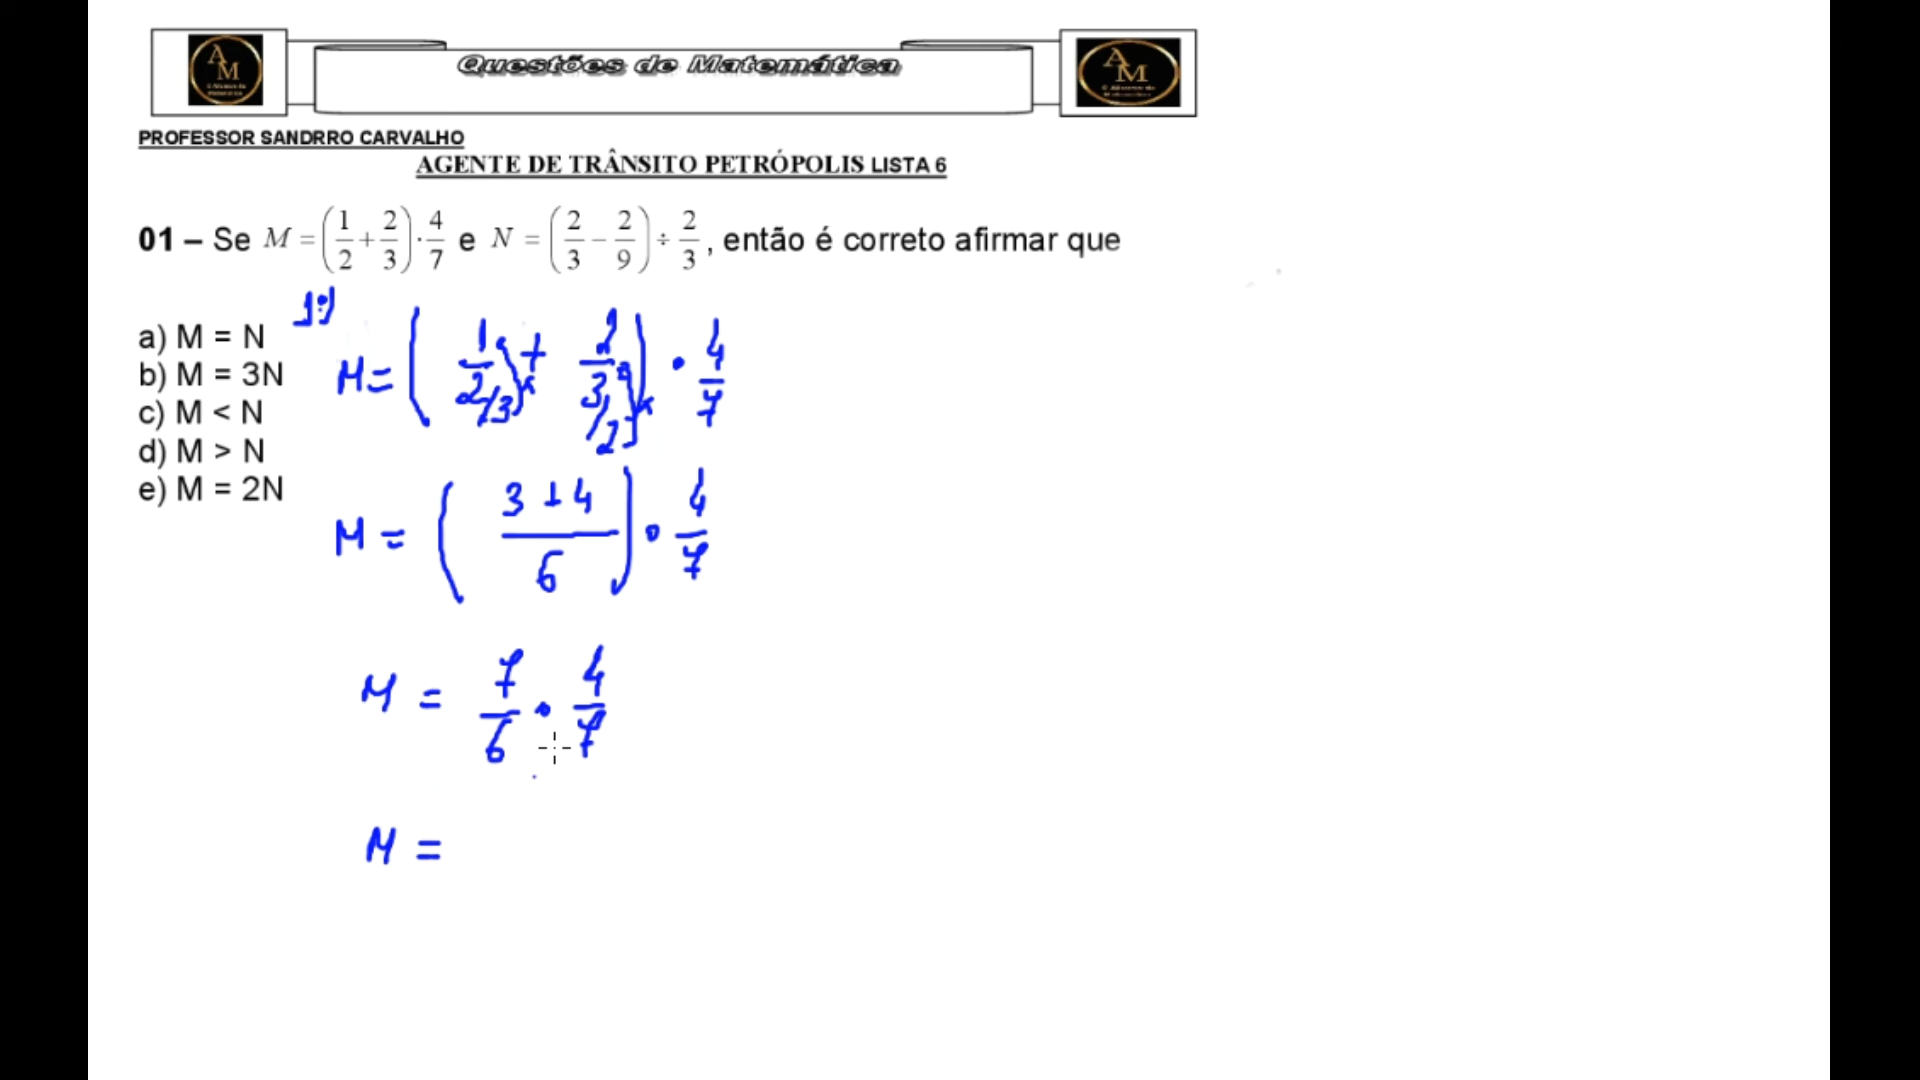 A M
Questões de Matemática
A M
PROFESSOR SANDRRO CARVALHO
AGENTE DE TRÂNSITO PETRÓPOLIS LISTA 6
01 – Se M = (1/2 + 2/3) · 4/7 e N = (2/3 − 2/9) ÷ 2/3 , então é correto afirmar que
a) M = N
b) M = 3N
c) M < N
d) M > N
e) M = 2N
1º)
M = ( 1/2 /3 + 2/3 /2 ) · 4/7
M = ( 3 + 4 / 6 ) · 4/7
M = 7/6 · 4/7
M =